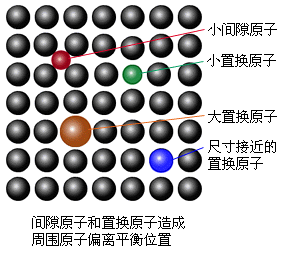 小间隙原子
小置换原子
大置换原子
尺寸接近的
置换原子
间隙原子和置换原子造成
周围原子偏离平衡位置